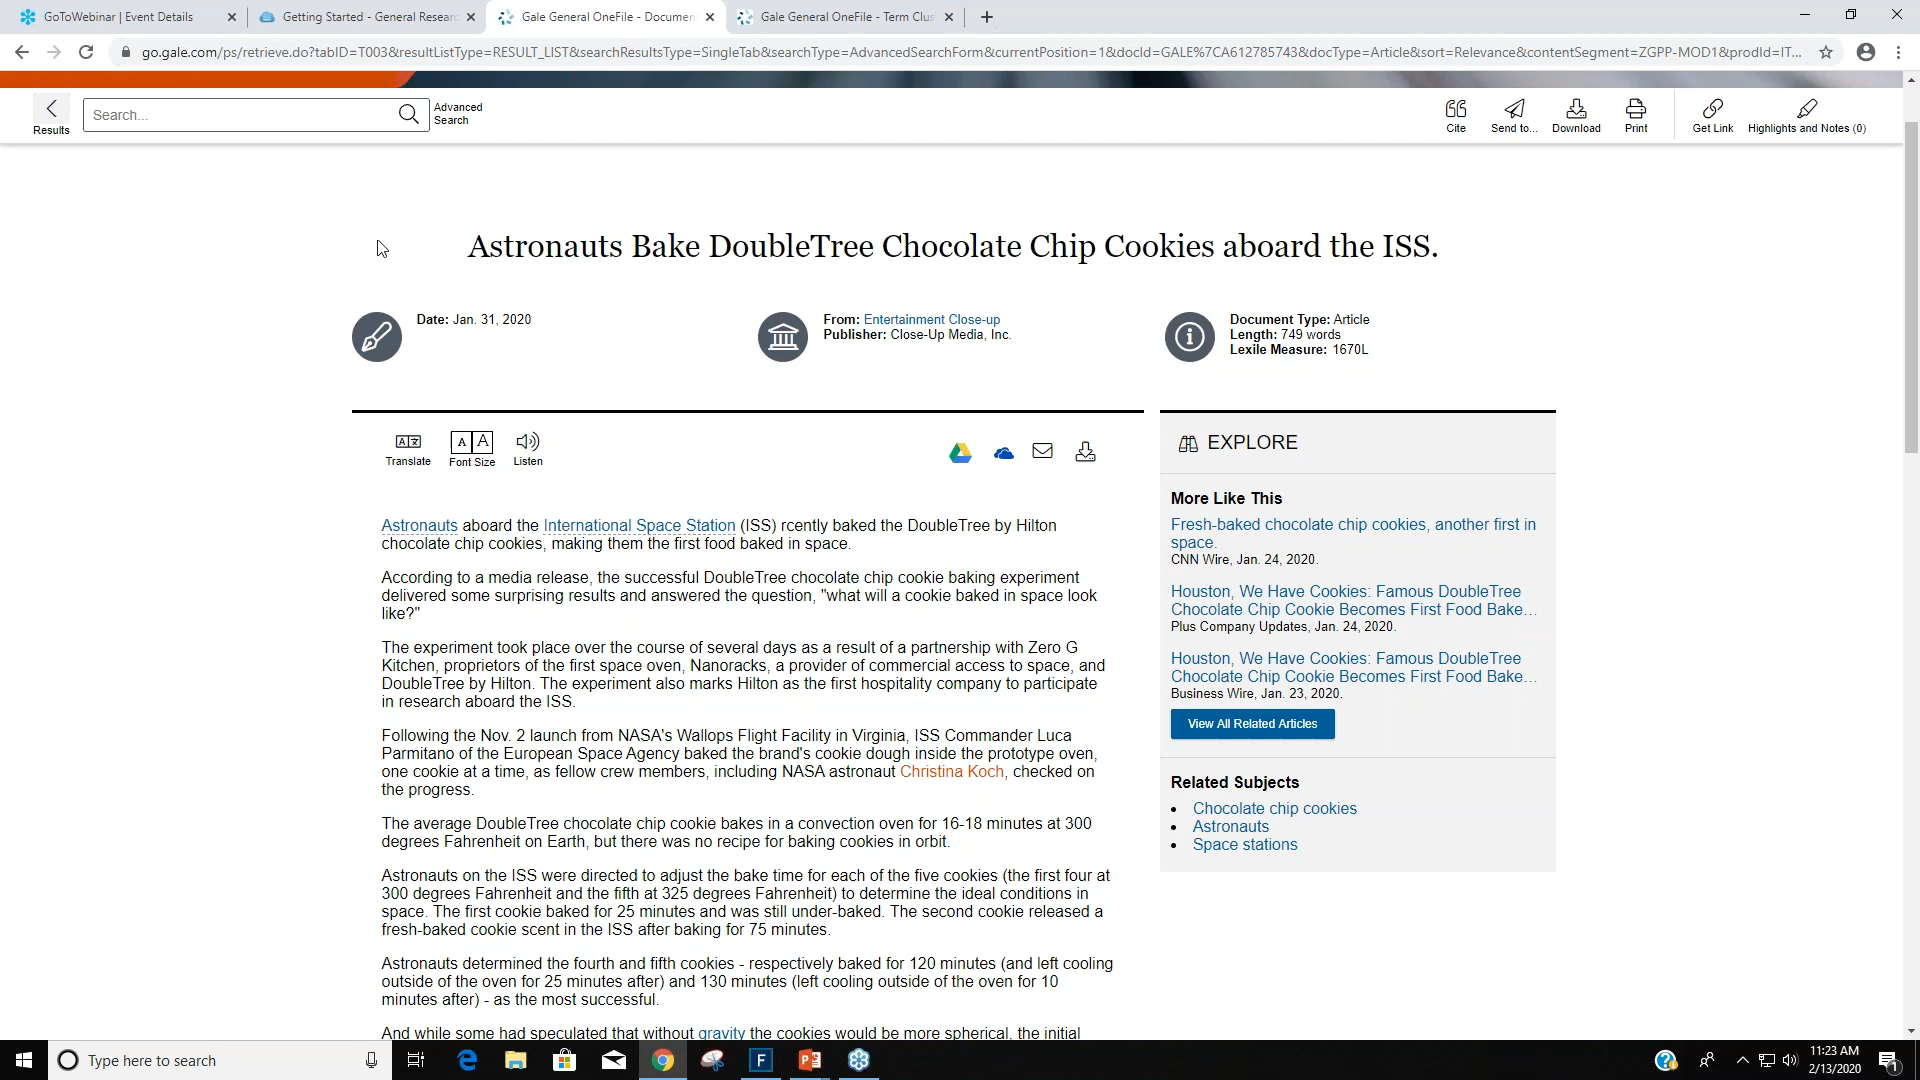 GoToWebinar | Event Details
Getting Started - General Researc
Gale General OneFile - Documen
Gale General OneFile - Term Clus
go.gale.com/ps/retrieve.do?tabID=T003&resultListType=RESULT_LIST&searchResultsType=SingleTab&searchType=AdvancedSearchForm&currentPosition=1&docId=GALE%7CA612785743&docType=Article&sort=Relevance&contentSegment=ZGPP-MOD1&prodId=IT...
Results
Search...
Advanced
Search
Cite
Send to...
Download
Print
Get Link
Highlights and Notes (0)
Astronauts Bake DoubleTree Chocolate Chip Cookies aboard the ISS.
Date: Jan. 31, 2020
From: Entertainment Close-up
Publisher: Close-Up Media, Inc.
Document Type: Article
Length: 749 words
Lexile Measure: 1670L
Translate
A A
Font Size
Listen
Astronauts aboard the International Space Station (ISS) rcently baked the DoubleTree by Hilton
chocolate chip cookies, making them the first food baked in space.
According to a media release, the successful DoubleTree chocolate chip cookie baking experiment
delivered some surprising results and answered the question, "what will a cookie baked in space look
like?"
The experiment took place over the course of several days as a result of a partnership with Zero G
Kitchen, proprietors of the first space oven, Nanoracks, a provider of commercial access to space, and
DoubleTree by Hilton. The experiment also marks Hilton as the first hospitality company to participate
in research aboard the ISS.
Following the Nov. 2 launch from NASA's Wallops Flight Facility in Virginia, ISS Commander Luca
Parmitano of the European Space Agency baked the brand's cookie dough inside the prototype oven,
one cookie at a time, as fellow crew members, including NASA astronaut Christina Koch, checked on
the progress.
The average DoubleTree chocolate chip cookie bakes in a convection oven for 16-18 minutes at 300
degrees Fahrenheit on Earth, but there was no recipe for baking cookies in orbit.
Astronauts on the ISS were directed to adjust the bake time for each of the five cookies (the first four at
300 degrees Fahrenheit and the fifth at 325 degrees Fahrenheit) to determine the ideal conditions in
space. The first cookie baked for 25 minutes and was still under-baked. The second cookie released a
fresh-baked cookie scent in the ISS after baking for 75 minutes.
Astronauts determined the fourth and fifth cookies - respectively baked for 120 minutes (and left cooling
outside of the oven for 25 minutes after) and 130 minutes (left cooling outside of the oven for 10
minutes after) - as the most successful.
And while some had speculated that without gravity the cookies would be more spherical, the initial
EXPLORE
More Like This
Fresh-baked chocolate chip cookies, another first in
space.
CNN Wire, Jan. 24, 2020.
Houston, We Have Cookies: Famous DoubleTree
Chocolate Chip Cookie Becomes First Food Bake...
Plus Company Updates, Jan. 24, 2020.
Houston, We Have Cookies: Famous DoubleTree
Chocolate Chip Cookie Becomes First Food Bake...
Business Wire, Jan. 23, 2020.
View All Related Articles
Related Subjects
• Chocolate chip cookies
• Astronauts
• Space stations
Type here to search
11:23 AM
2/13/2020
1